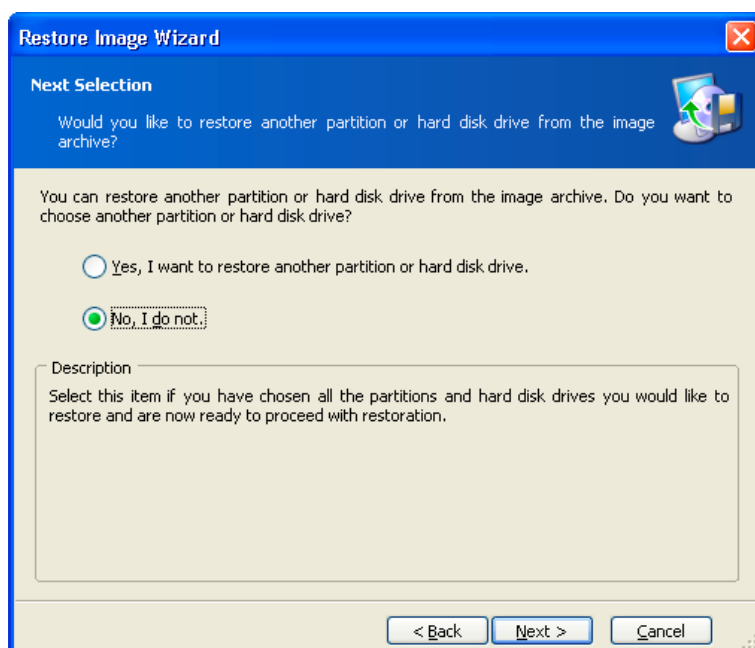 Restore Image Wizard
Next Selection
Would you like to restore another partition or hard disk drive from the image
archive?
You can restore another partition or hard disk drive from the image archive. Do you want to
choose another partition or hard disk drive?
Yes, I want to restore another partition or hard disk drive.
No, I do not.
Description
Select this item if you have chosen all the partitions and hard disk drives you would like to
restore and are now ready to proceed with restoration.
< Back Next > Cancel